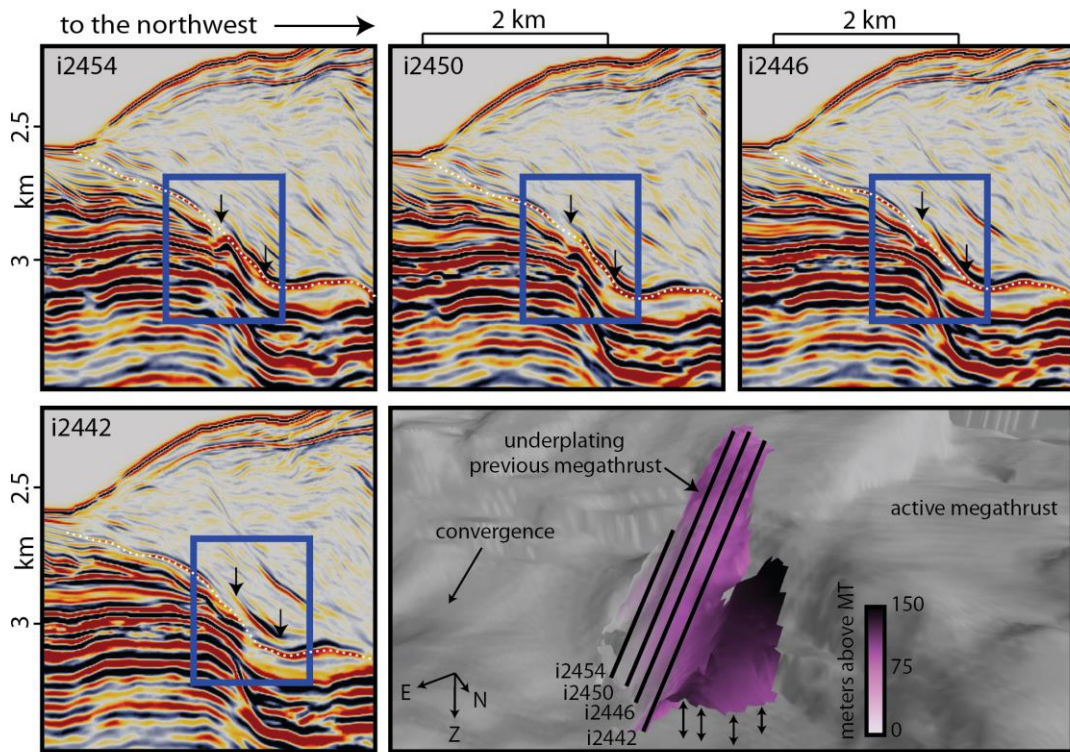 to the northwest
2 km
2 km
i2454
i2450
i2446
2.5
km
3
i2442
2.5
km
3
underplating
previous megathrust
convergence
active megathrust
meters above MT
150
75
0
i2454
i2450
i2446
i2442
E
N
Z